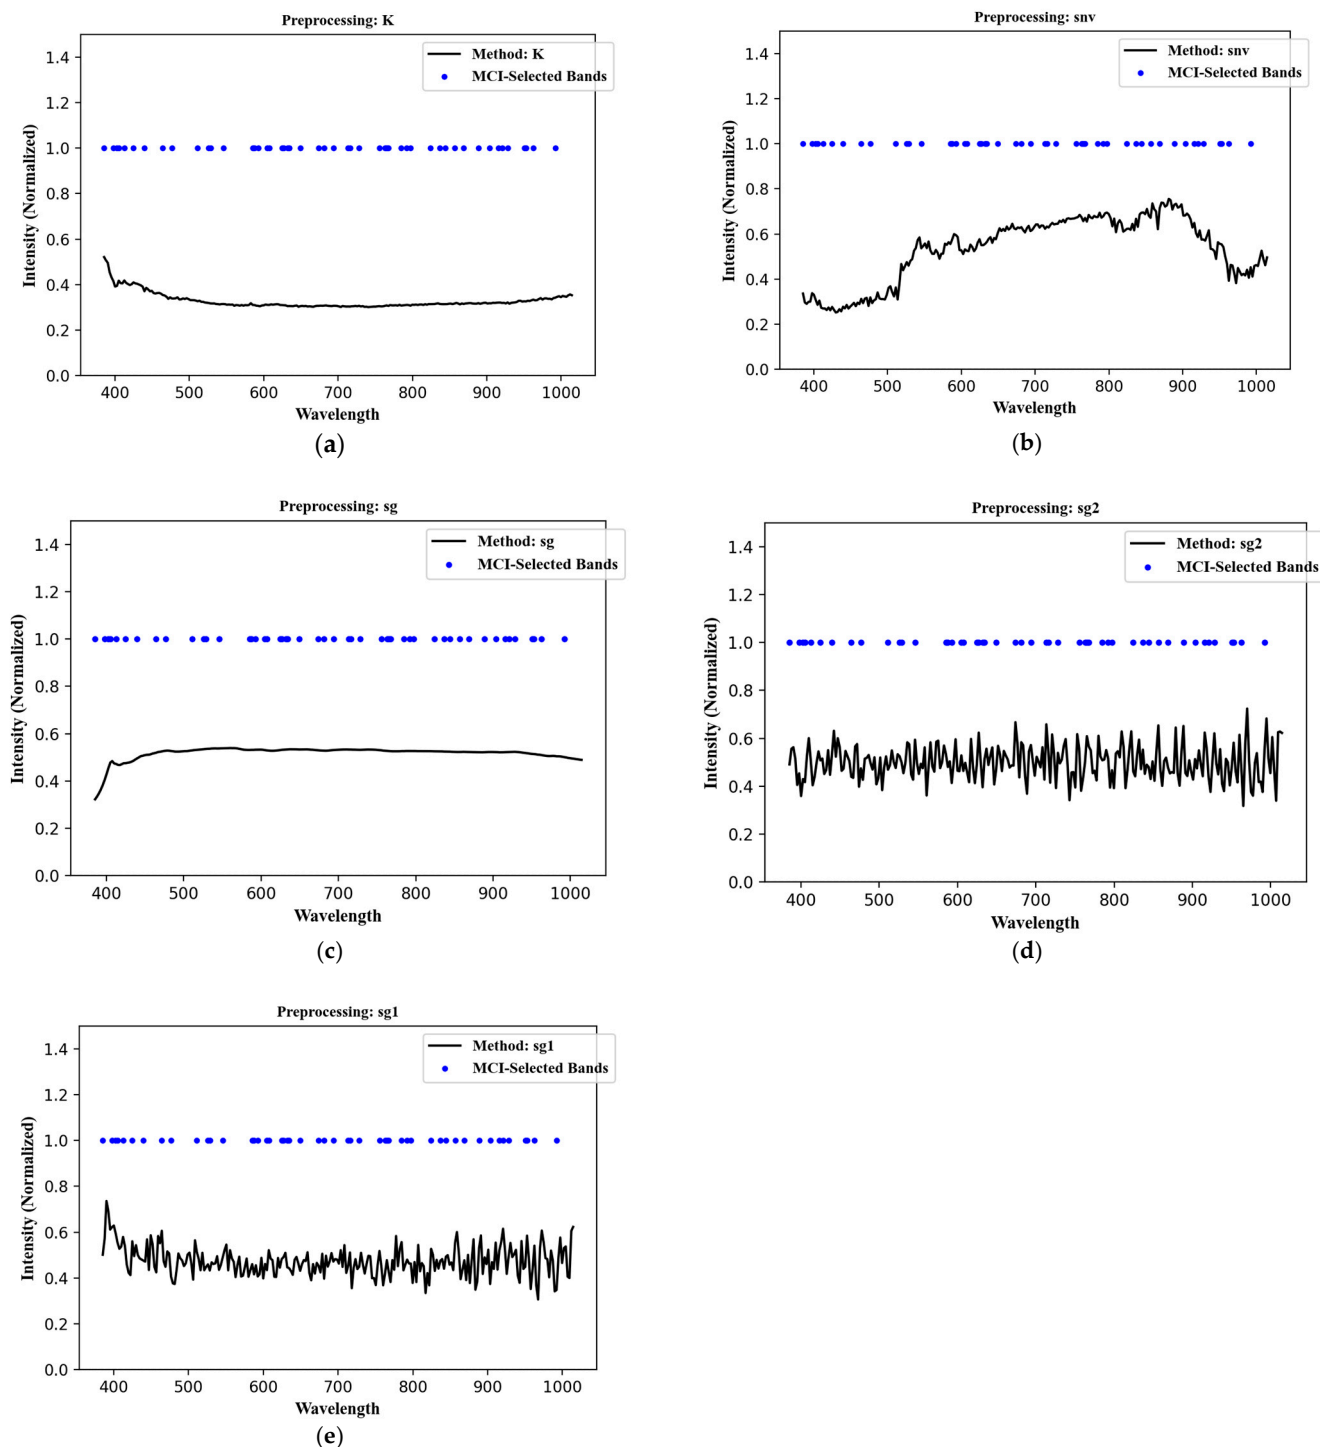 Preprocessing: K
Method: K
MCI-Selected Bands
Intensity (Normalized)
1.4
1.2
1.0
0.8
0.6
0.4
0.2
0.0
400 500 600 700 800 900 1000
Wavelength
(a)
Preprocessing: snv
Method: snv
MCI-Selected Bands
Intensity (Normalized)
1.4
1.2
1.0
0.8
0.6
0.4
0.2
0.0
400 500 600 700 800 900 1000
Wavelength
(b)
Preprocessing: sg
Method: sg
MCI-Selected Bands
Intensity (Normalized)
1.4
1.2
1.0
0.8
0.6
0.4
0.2
0.0
400 500 600 700 800 900 1000
Wavelength
(c)
Preprocessing: sg2
Method: sg2
MCI-Selected Bands
Intensity (Normalized)
1.4
1.2
1.0
0.8
0.6
0.4
0.2
0.0
400 500 600 700 800 900 1000
Wavelength
(d)
Preprocessing: sg1
Method: sg1
MCI-Selected Bands
Intensity (Normalized)
1.4
1.2
1.0
0.8
0.6
0.4
0.2
0.0
400 500 600 700 800 900 1000
Wavelength
(e)